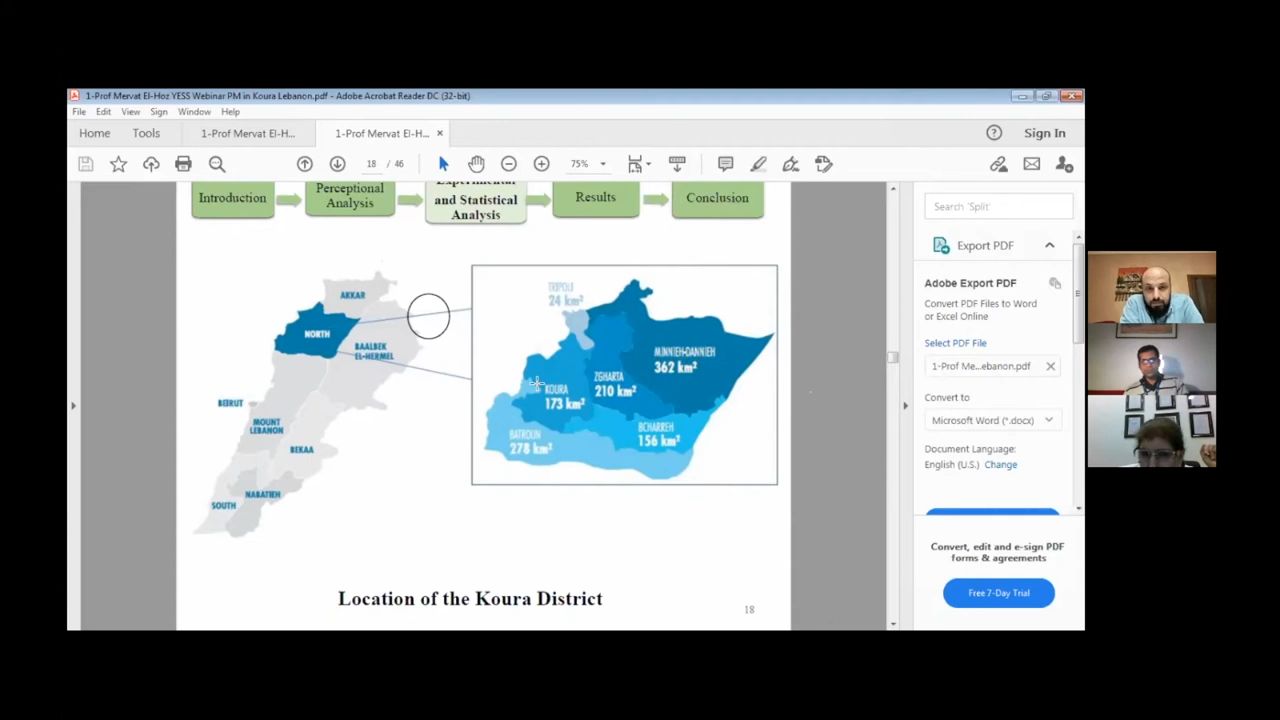 1-Prof Mervat El-Hoz YESS Webinar PM in Koura Lebanon.pdf - Adobe Acrobat Reader DC (32-bit)
File Edit View Sign Window Help
Home Tools 1-Prof Mervat El-H... 1-Prof Mervat El-H... × Sign In
18 / 46 75%
Introduction
Perceptional
Analysis
Experimental
and Statistical
Analysis
Results
Conclusion
AKKAR
NORTH
BAALBEK
EL-HERMEL
BEIRUT
MOUNT
LEBANON
BEKAA
NABATIEH
SOUTH
TRIPOLI
24 km²
MINNIEH-DANNIEH
362 km²
ZGHARTA
210 km²
KOURA
173 km²
BCHARREH
156 km²
BATROUN
278 km²
Location of the Koura District
18
Search 'Split'
Export PDF
Adobe Export PDF
Convert PDF Files to Word
or Excel Online
Select PDF File
1-Prof Me...ebanon.pdf ×
Convert to
Microsoft Word (*.docx)
Document Language:
English (U.S.) Change
Convert, edit and e-sign PDF
forms & agreements
Free 7-Day Trial